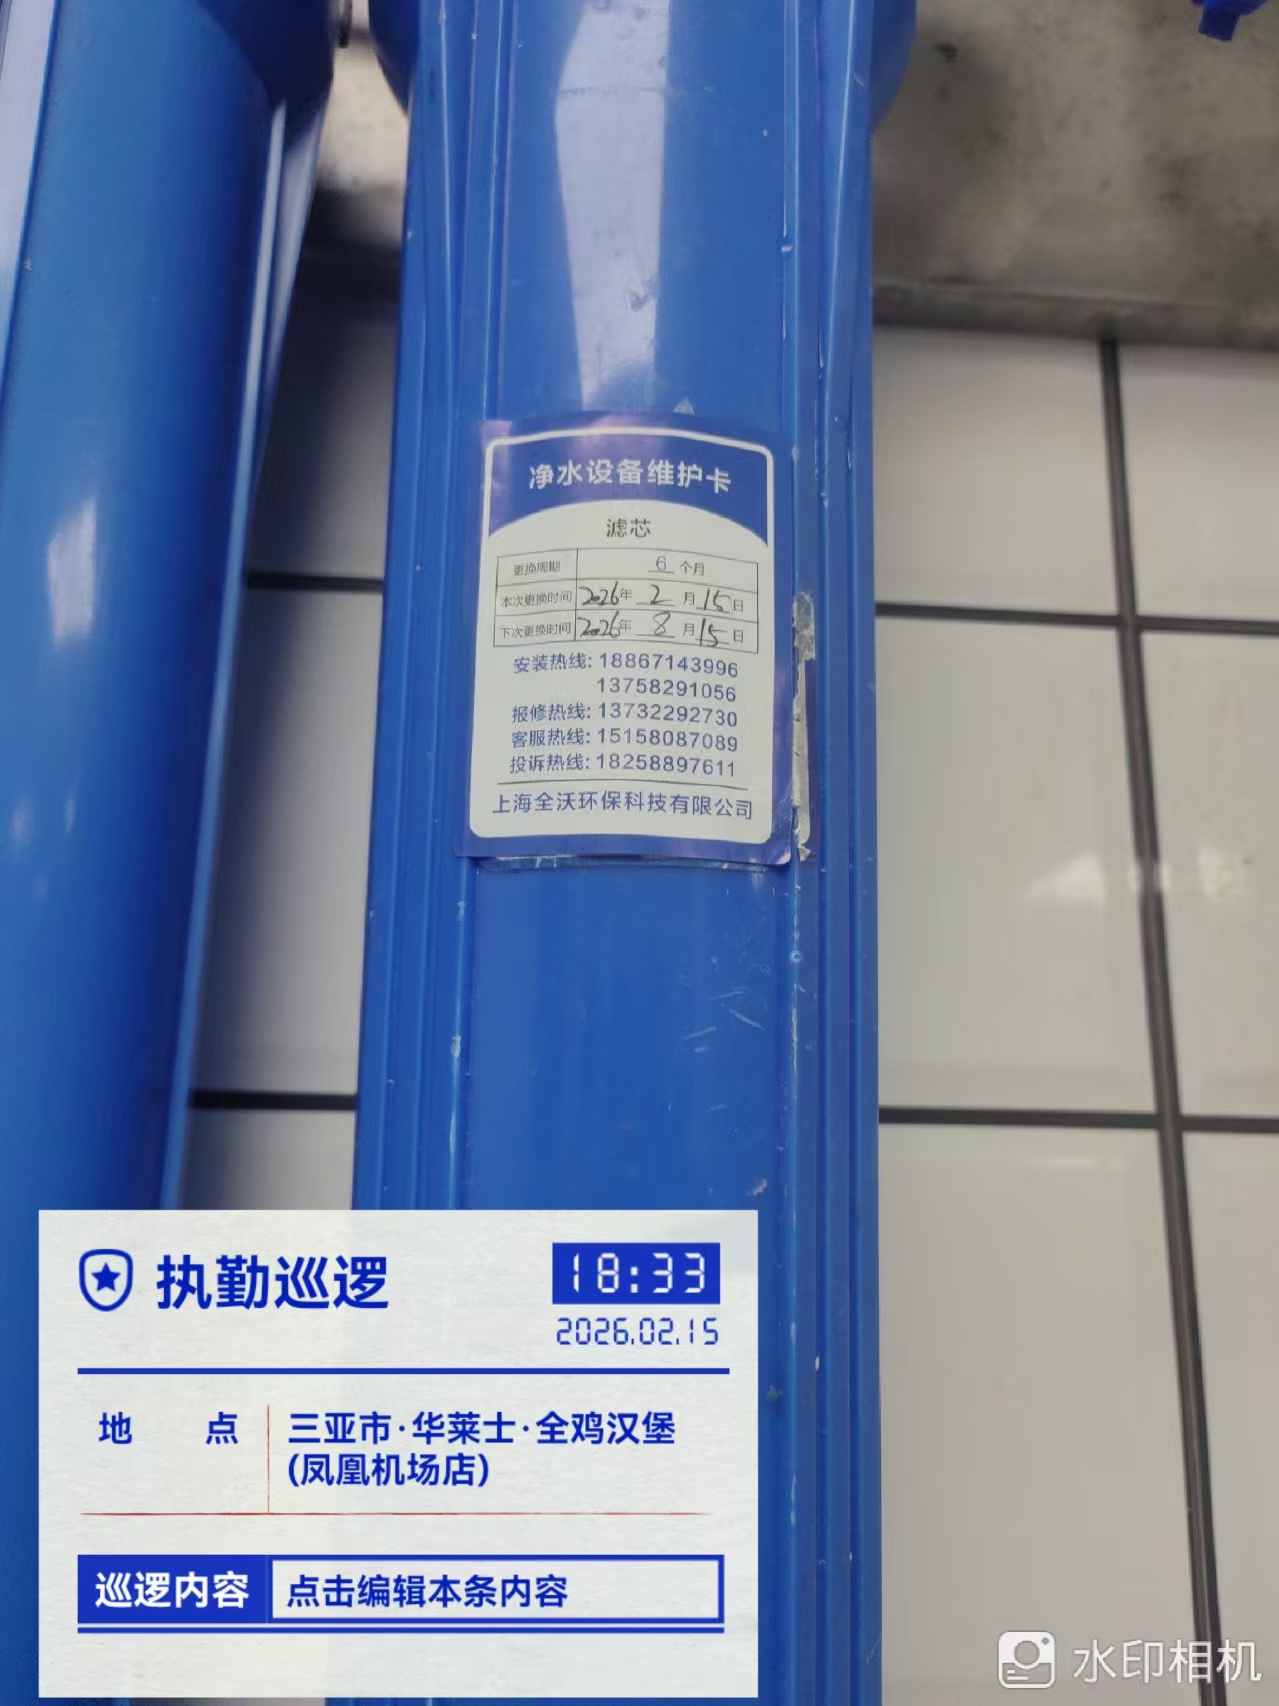 净水设备维护卡
滤芯
更换周期 6 个月
本次更换时间 2026年 2 月 15日
下次更换时间 2026年 8 月 15日
安装热线: 18867143996
13758291056
报修热线: 13732292730
客服热线: 15158087089
投诉热线: 18258897611
上海全沃环保科技有限公司
执勤巡逻
18:33
2026.02.15
地 点 三亚市·华莱士·全鸡汉堡
(凤凰机场店)
巡逻内容 点击编辑本条内容
水印相机